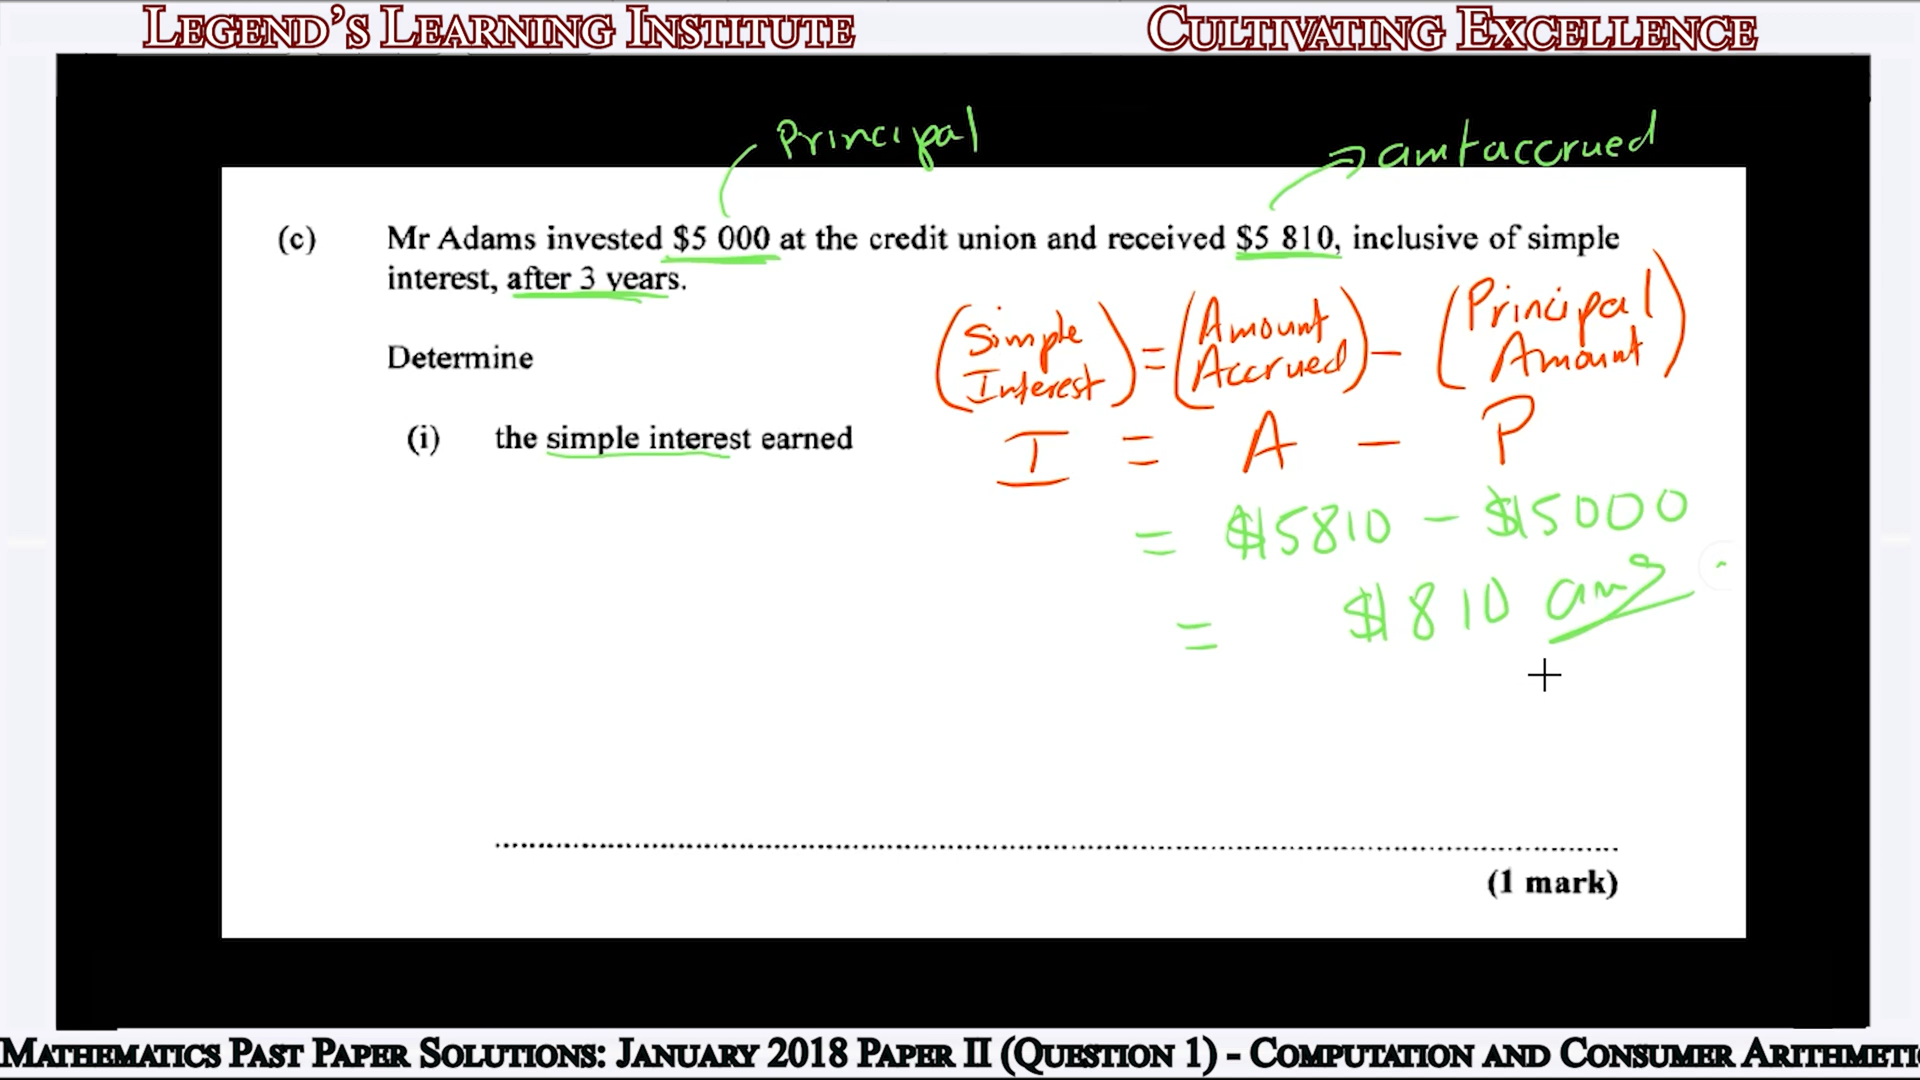 LEGEND'S LEARNING INSTITUTE CULTIVATING EXCELLENCE
Principal
amt accrued
(c) Mr Adams invested $5 000 at the credit union and received $5 810, inclusive of simple
interest, after 3 years.
(Simple Interest) = (Amount Accrued) - (Principal Amount)
Determine
(i) the simple interest earned
I = A - P
= $5810 - $5000
= $810 ans
(1 mark)
MATHEMATICS PAST PAPER SOLUTIONS: JANUARY 2018 PAPER II (QUESTION 1) - COMPUTATION AND CONSUMER ARITHMETI